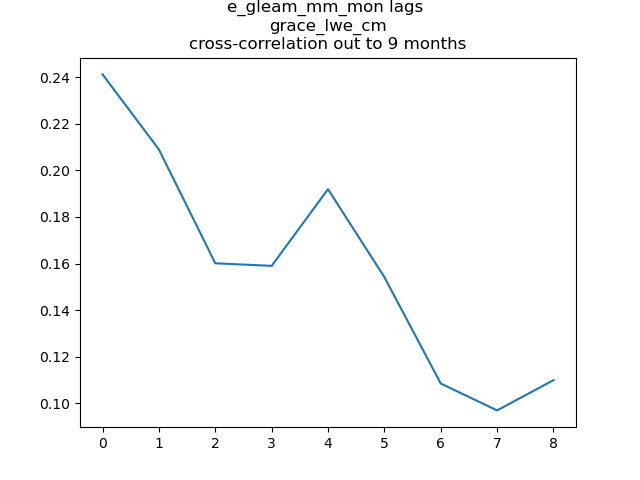 e_gleam_mm_mon lags
grace_lwe_cm
cross-correlation out to 9 months
0.24
0.22
0.20
0.18
0.16
0.14
0.12
0.10
0 1 2 3 4 5 6 7 8